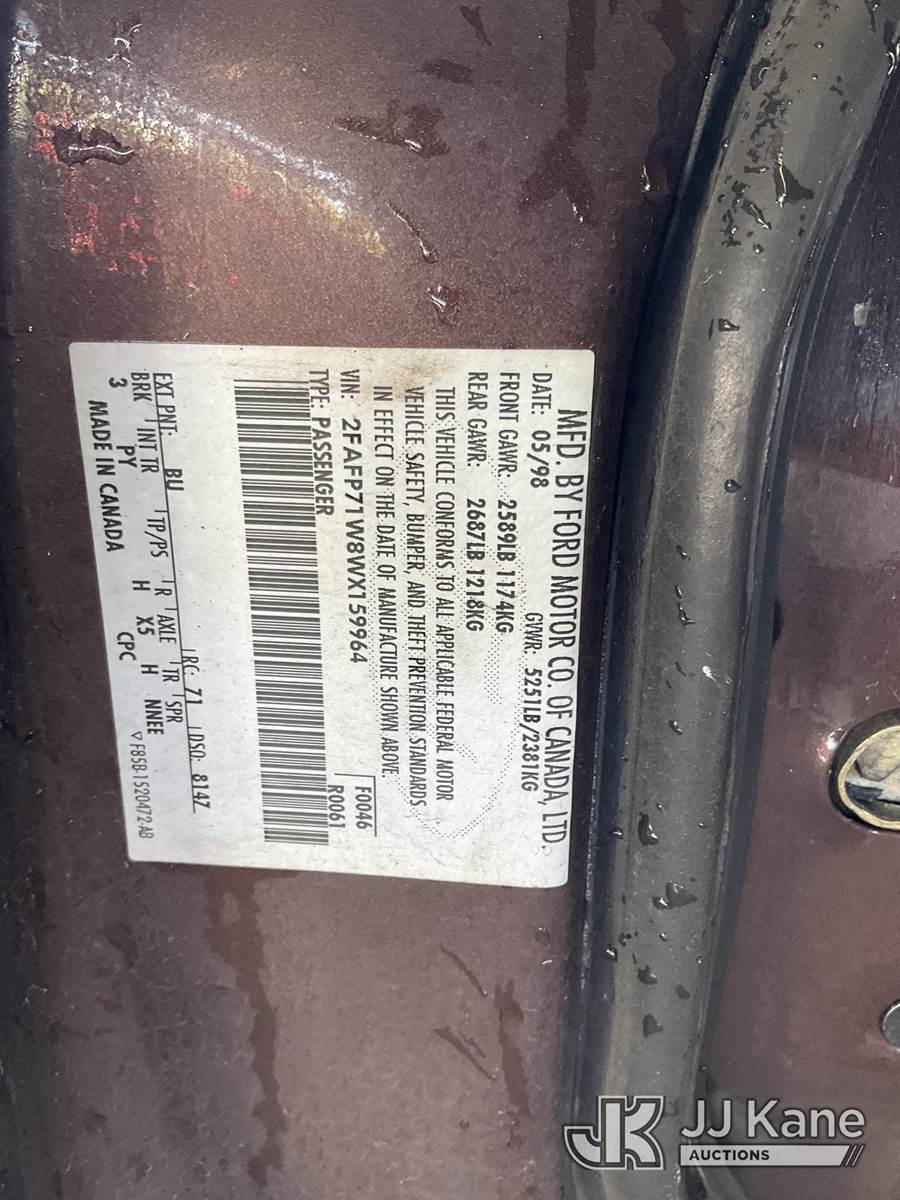 MFD. BY FORD MOTOR CO. OF CANADA, LTD.
DATE: 05/98 GVWR: 5251LB/2381KG
FRONT GAWR: 2589LB 1174KG
REAR GAWR: 2687LB 1218KG
THIS VEHICLE CONFORMS TO ALL APPLICABLE FEDERAL MOTOR
VEHICLE SAFETY, BUMPER, AND THEFT PREVENTION STANDARDS
IN EFFECT ON THE DATE OF MANUFACTURE SHOWN ABOVE.
VIN: 2FAFP71W8WX159964 F0046
TYPE: PASSENGER R0061
EXT PNT: BU RC: 71 DSO: 8147
BRK INT TR TP/PS R AXLE TR SPR
3 PY H X5 H NNEE
MADE IN CANADA CPC ▽F85B-1520472-AB
JK JJ Kane
AUCTIONS